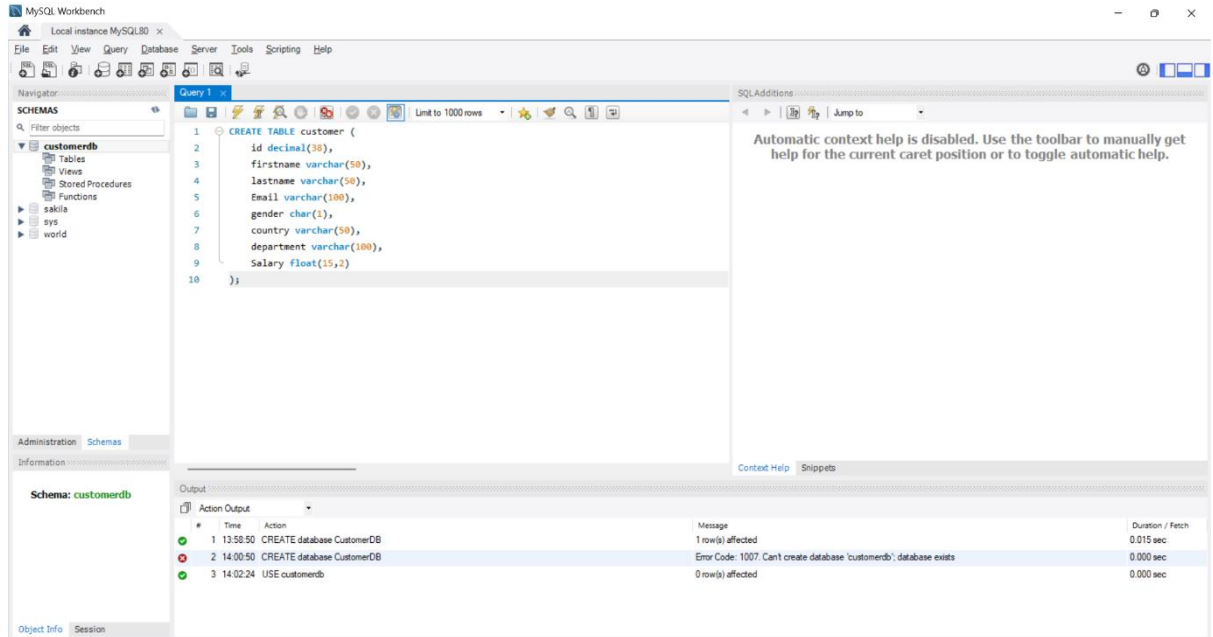 MySQL Workbench
Local instance MySQL80
File Edit View Query Database Server Tools Scripting Help
Navigator
SCHEMAS
Filter objects
customerdb
Tables
Views
Stored Procedures
Functions
sakila
sys
world
Administration Schemas
Information
Schema: customerdb
Object Info Session
Query 1
Limit to 1000 rows
1 CREATE TABLE customer (
2 id decimal(38),
3 firstname varchar(50),
4 lastname varchar(50),
5 Email varchar(100),
6 gender char(1),
7 country varchar(50),
8 department varchar(100),
9 Salary float(15,2)
10 );
SQLAdditions
Jump to
Automatic context help is disabled. Use the toolbar to manually get
help for the current caret position or to toggle automatic help.
Context Help Snippets
Output
Action Output
# Time Action Message Duration / Fetch
1 13:58:50 CREATE database CustomerDB 1 row(s) affected 0.015 sec
2 14:00:50 CREATE database CustomerDB Error Code: 1007. Can't create database 'customerdb'; database exists 0.000 sec
3 14:02:24 USE customerdb 0 row(s) affected 0.000 sec